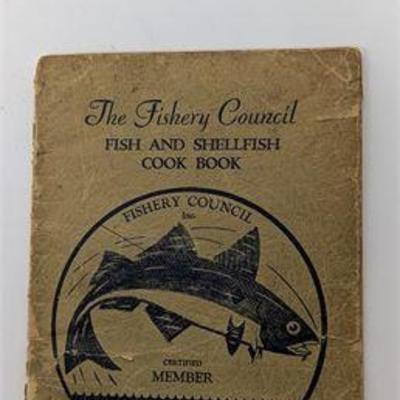 The Fishery Council
FISH AND SHELLFISH
COOK BOOK
FISHERY COUNCIL
Inc.
CERTIFIED
MEMBER